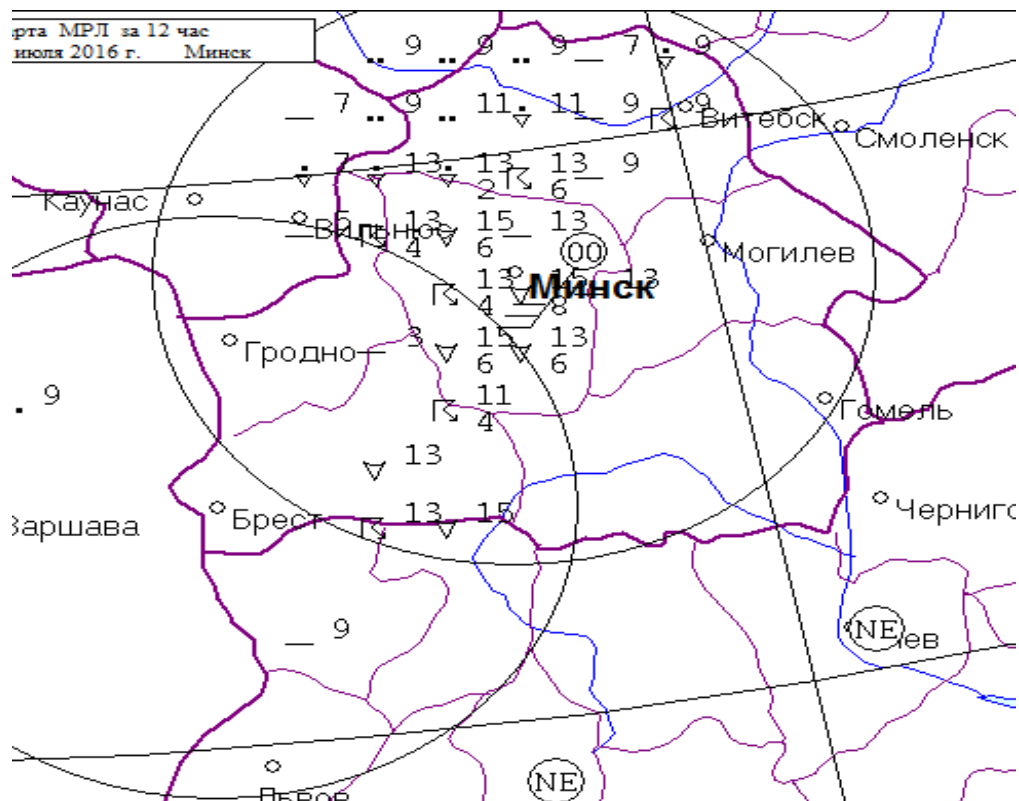 рта МРЛ за 12 час
июля 2016 г. Минск
9 9 9 7 9
7 9 11 11 9 9
Витебск
Смоленск
7 13 13 13 9
2 6
Каунас
5 13 15 13
Вильнюс
4 6
00
Могилев
13 15 13
Минск
4 8
3 15 13
Гродно
6 6
9
11
4
Гомель
13
13 15
Брест
Варшава
Черниго
9
NE
ев
NE
Львов